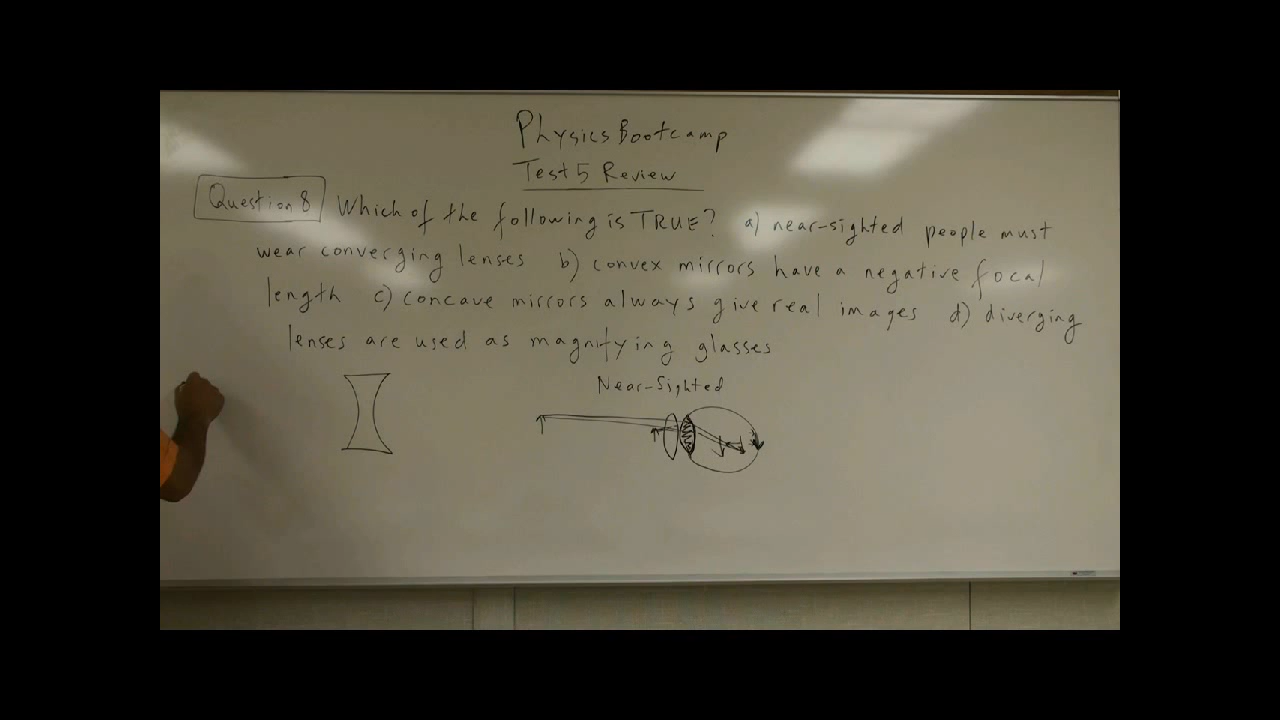 Physics Bootcamp
Test 5 Review
Question 8 Which of the following is TRUE? a) near-sighted people must
wear converging lenses b) convex mirrors have a negative focal
length c) concave mirrors always give real images d) diverging
lenses are used as magnifying glasses
Near-Sighted